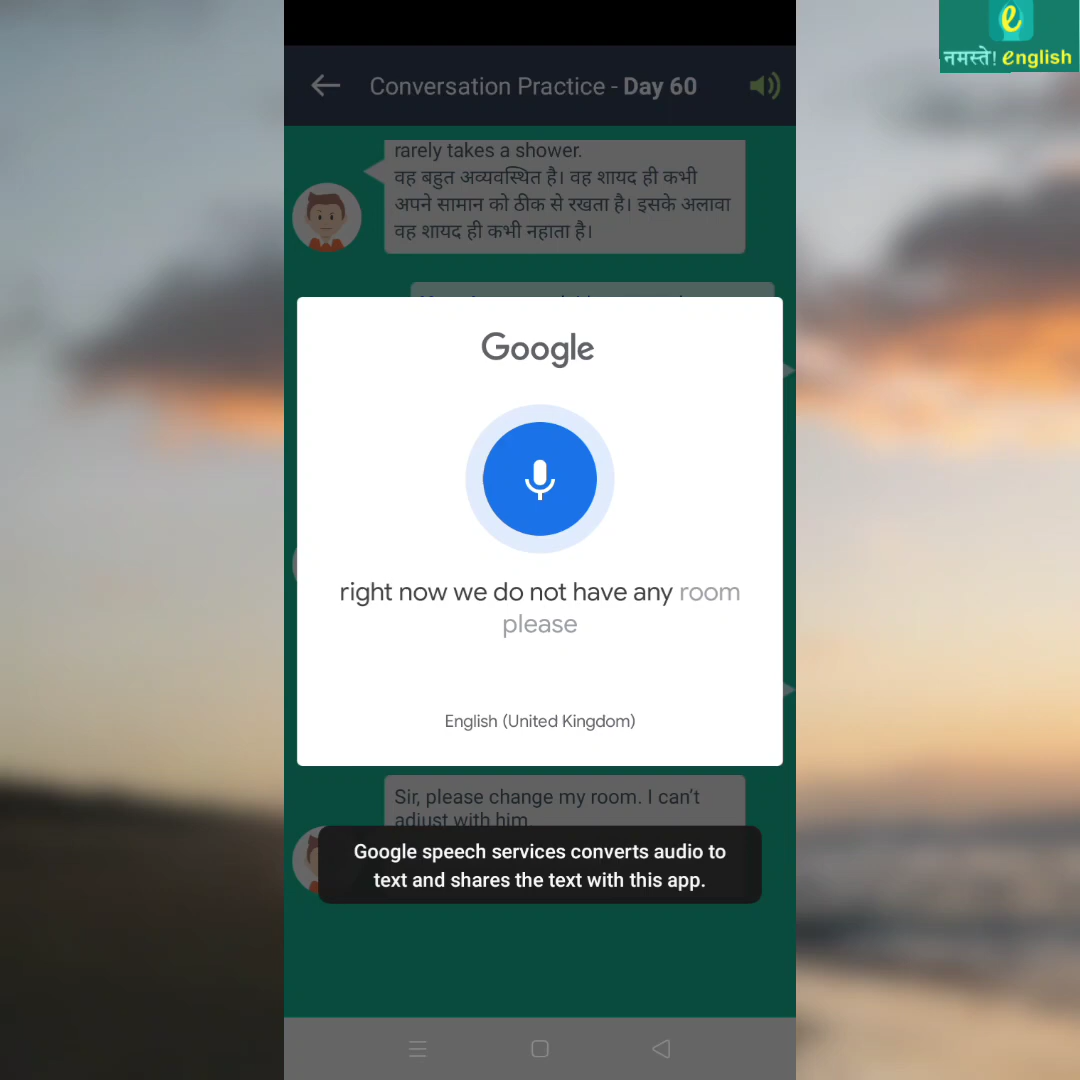 नमस्ते! english
Conversation Practice - Day 60
rarely takes a shower.
वह बहुत अव्यवस्थित है। वह शायद ही कभी
अपने सामान को ठीक से रखता है। इसके अलावा
वह शायद ही कभी नहाता है।
Google
right now we do not have any room
please
English (United Kingdom)
Sir, please change my room. I can't
adjust with him.
Google speech services converts audio to
text and shares the text with this app.